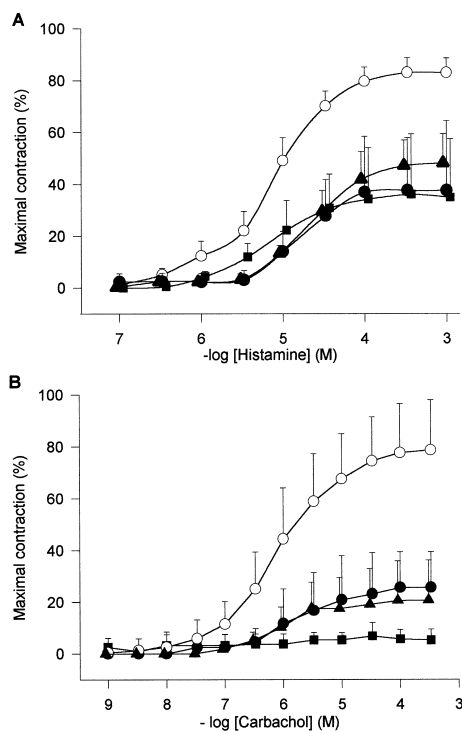 A
Maximal contraction (%)
100
80
60
40
20
0
7 6 5 4 3
-log [Histamine] (M)
B
Maximal contraction (%)
100
80
60
40
20
0
9 8 7 6 5 4 3
- log [Carbachol] (M)